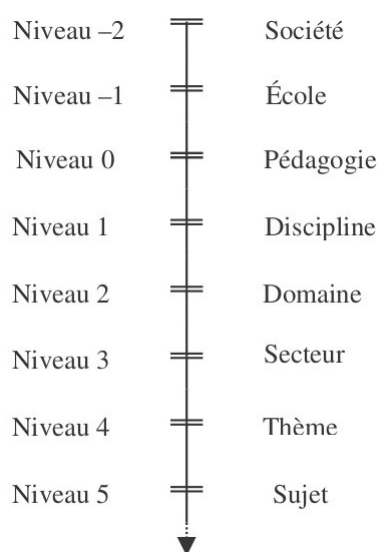 Niveau –2 Société
Niveau –1 École
Niveau 0 Pédagogie
Niveau 1 Discipline
Niveau 2 Domaine
Niveau 3 Secteur
Niveau 4 Thème
Niveau 5 Sujet